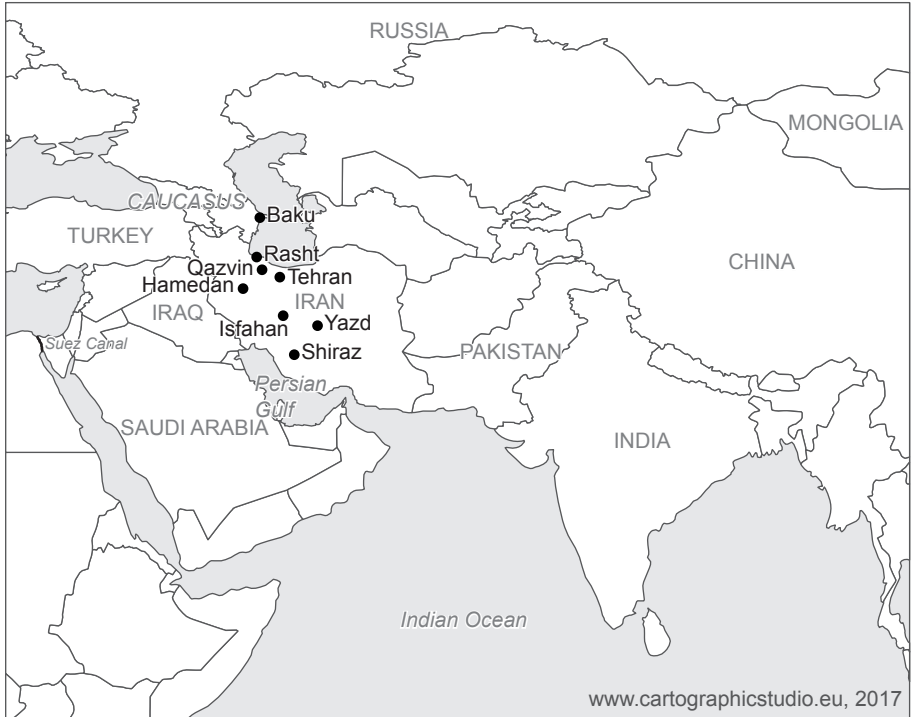 RUSSIA
MONGOLIA
CAUCASUS
Baku
TURKEY
Rasht
CHINA
Qazvin
Tehran
Hamedan
IRAN
IRAQ
Isfahan
Yazd
Suez Canal
Shiraz
PAKISTAN
Persian
Gulf
SAUDI ARABIA
INDIA
Indian Ocean
www.cartographicstudio.eu, 2017